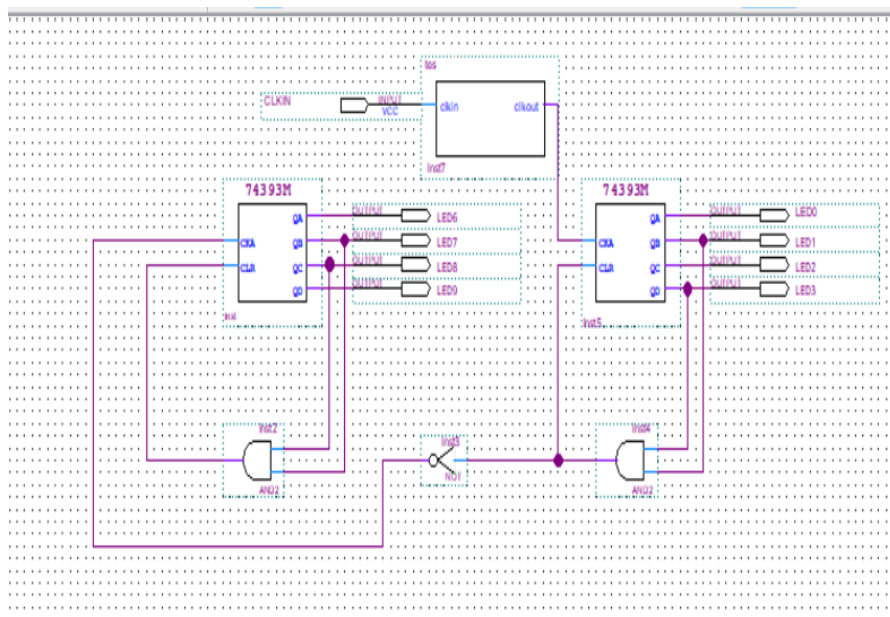 tos
CLKIN
INPUT
VCC
clkin
clkout
inst7
74393M
QA
QB
QC
QD
CKA
CLR
OUTPUT
LED6
OUTPUT
LED7
OUTPUT
LED8
OUTPUT
LED9
74393M
QA
QB
QC
QD
CKA
CLR
inst5
OUTPUT
LED0
OUTPUT
LED1
OUTPUT
LED2
OUTPUT
LED3
inst2
AND2
inst3
NOT
inst4
AND2